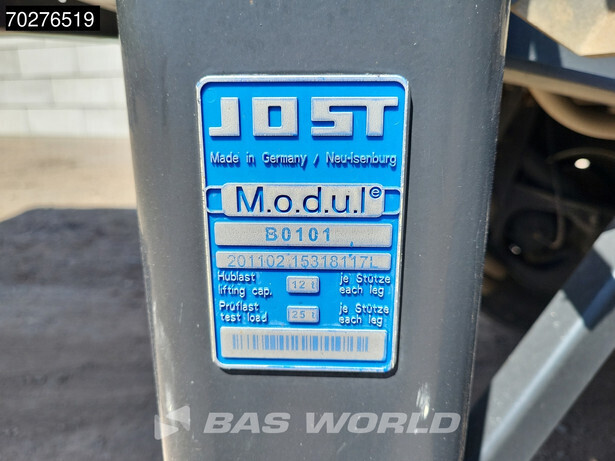 70276519
JOST
Made in Germany / Neu-Isenburg
M.o.d.u.l®
B0101
201102 15318117L
Hublast 12 t je Stütze
lifting cap. each leg
Prüflast 25 t je Stütze
test load each leg
BAS WORLD